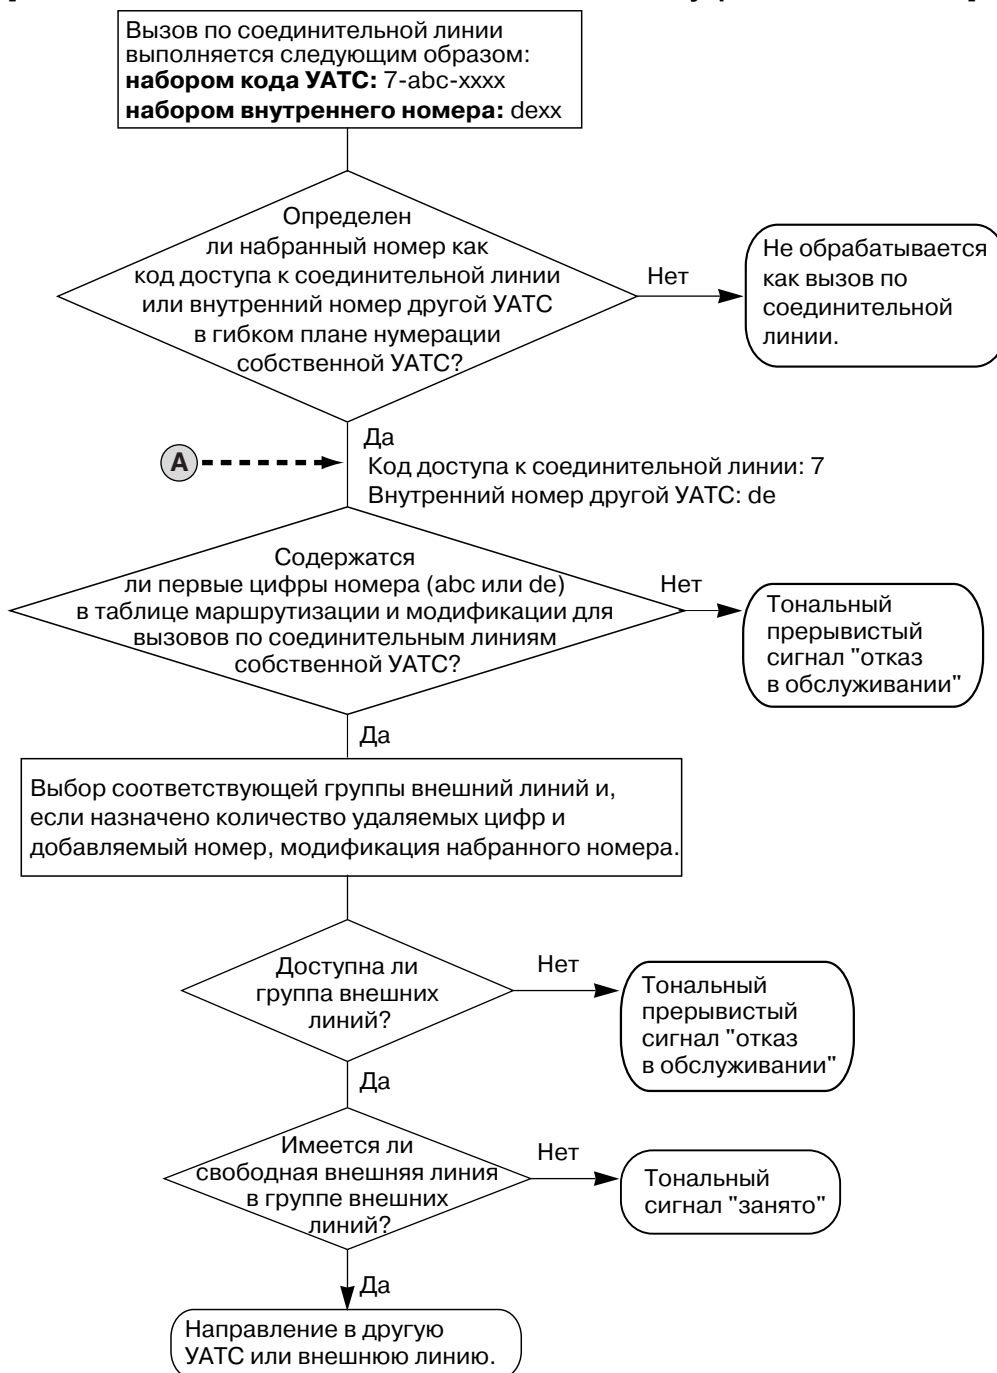 Вызов по соединительной линии
выполняется следующим образом:
набором кода УАТС: 7-abc-xxxx
набором внутреннего номера: dexx
Определен
ли набранный номер как
код доступа к соединительной линии
или внутренний номер другой УАТС
в гибком плане нумерации
собственной УАТС?
Нет
Не обрабатывается
как вызов по
соединительной
линии.
Да
A
Код доступа к соединительной линии: 7
Внутренний номер другой УАТС: de
Содержатся
ли первые цифры номера (abc или de)
в таблице маршрутизации и модификации для
вызовов по соединительным линиям
собственной УАТС?
Нет
Тональный
прерывистый
сигнал "отказ
в обслуживании"
Да
Выбор соответствующей группы внешний линий и,
если назначено количество удаляемых цифр и
добавляемый номер, модификация набранного номера.
Доступна ли
группа внешних
линий?
Нет
Тональный
прерывистый
сигнал "отказ
в обслуживании"
Да
Имеется ли
свободная внешняя линия
в группе внешних
линий?
Нет
Тональный
сигнал "занято"
Да
Направление в другую
УАТС или внешнюю линию.